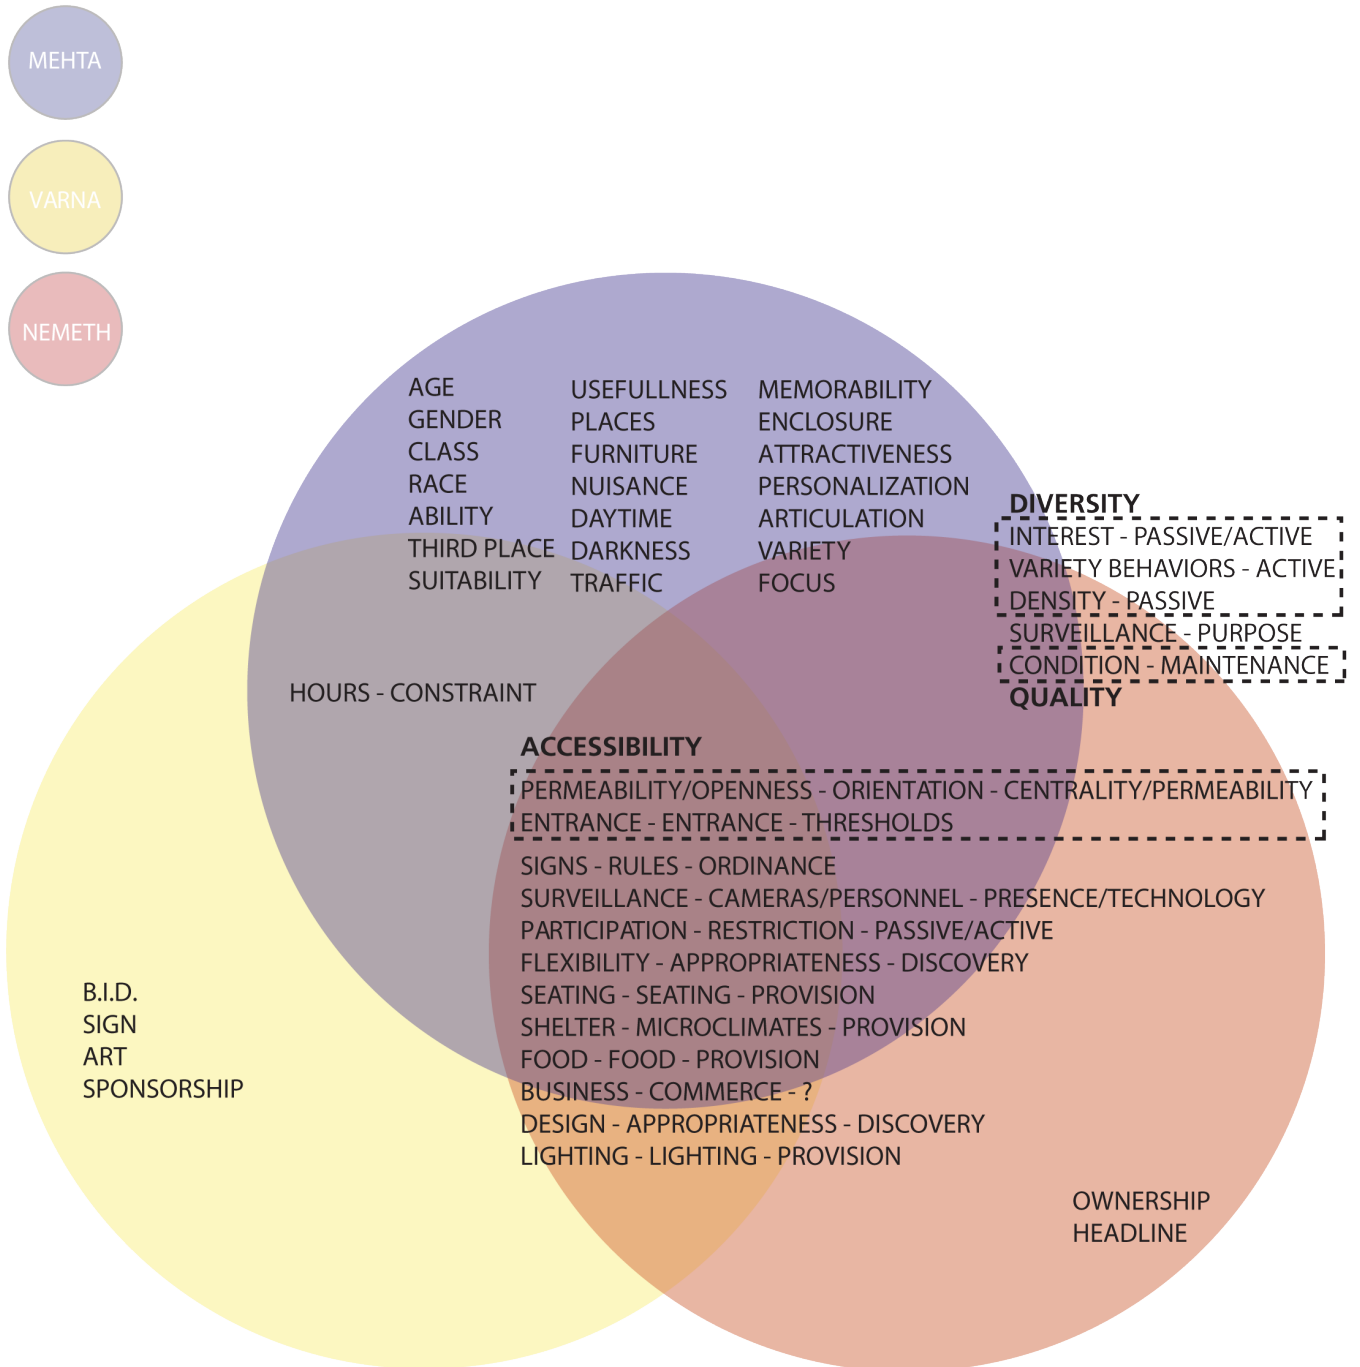 MEHTA
VARNA
NEMETH
AGE
GENDER
CLASS
RACE
ABILITY
THIRD PLACE
SUITABILITY
USEFULLNESS
PLACES
FURNITURE
NUISANCE
DAYTIME
DARKNESS
TRAFFIC
MEMORABILITY
ENCLOSURE
ATTRACTIVENESS
PERSONALIZATION
ARTICULATION
VARIETY
FOCUS
DIVERSITY
INTEREST - PASSIVE/ACTIVE
VARIETY BEHAVIORS - ACTIVE
DENSITY - PASSIVE
SURVEILLANCE - PURPOSE
CONDITION - MAINTENANCE
QUALITY
HOURS - CONSTRAINT
ACCESSIBILITY
PERMEABILITY/OPENNESS - ORIENTATION - CENTRALITY/PERMEABILITY
ENTRANCE - ENTRANCE - THRESHOLDS
SIGNS - RULES - ORDINANCE
SURVEILLANCE - CAMERAS/PERSONNEL - PRESENCE/TECHNOLOGY
PARTICIPATION - RESTRICTION - PASSIVE/ACTIVE
FLEXIBILITY - APPROPRIATENESS - DISCOVERY
SEATING - SEATING - PROVISION
SHELTER - MICROCLIMATES - PROVISION
FOOD - FOOD - PROVISION
BUSINESS - COMMERCE - ?
DESIGN - APPROPRIATENESS - DISCOVERY
LIGHTING - LIGHTING - PROVISION
B.I.D.
SIGN
ART
SPONSORSHIP
OWNERSHIP
HEADLINE